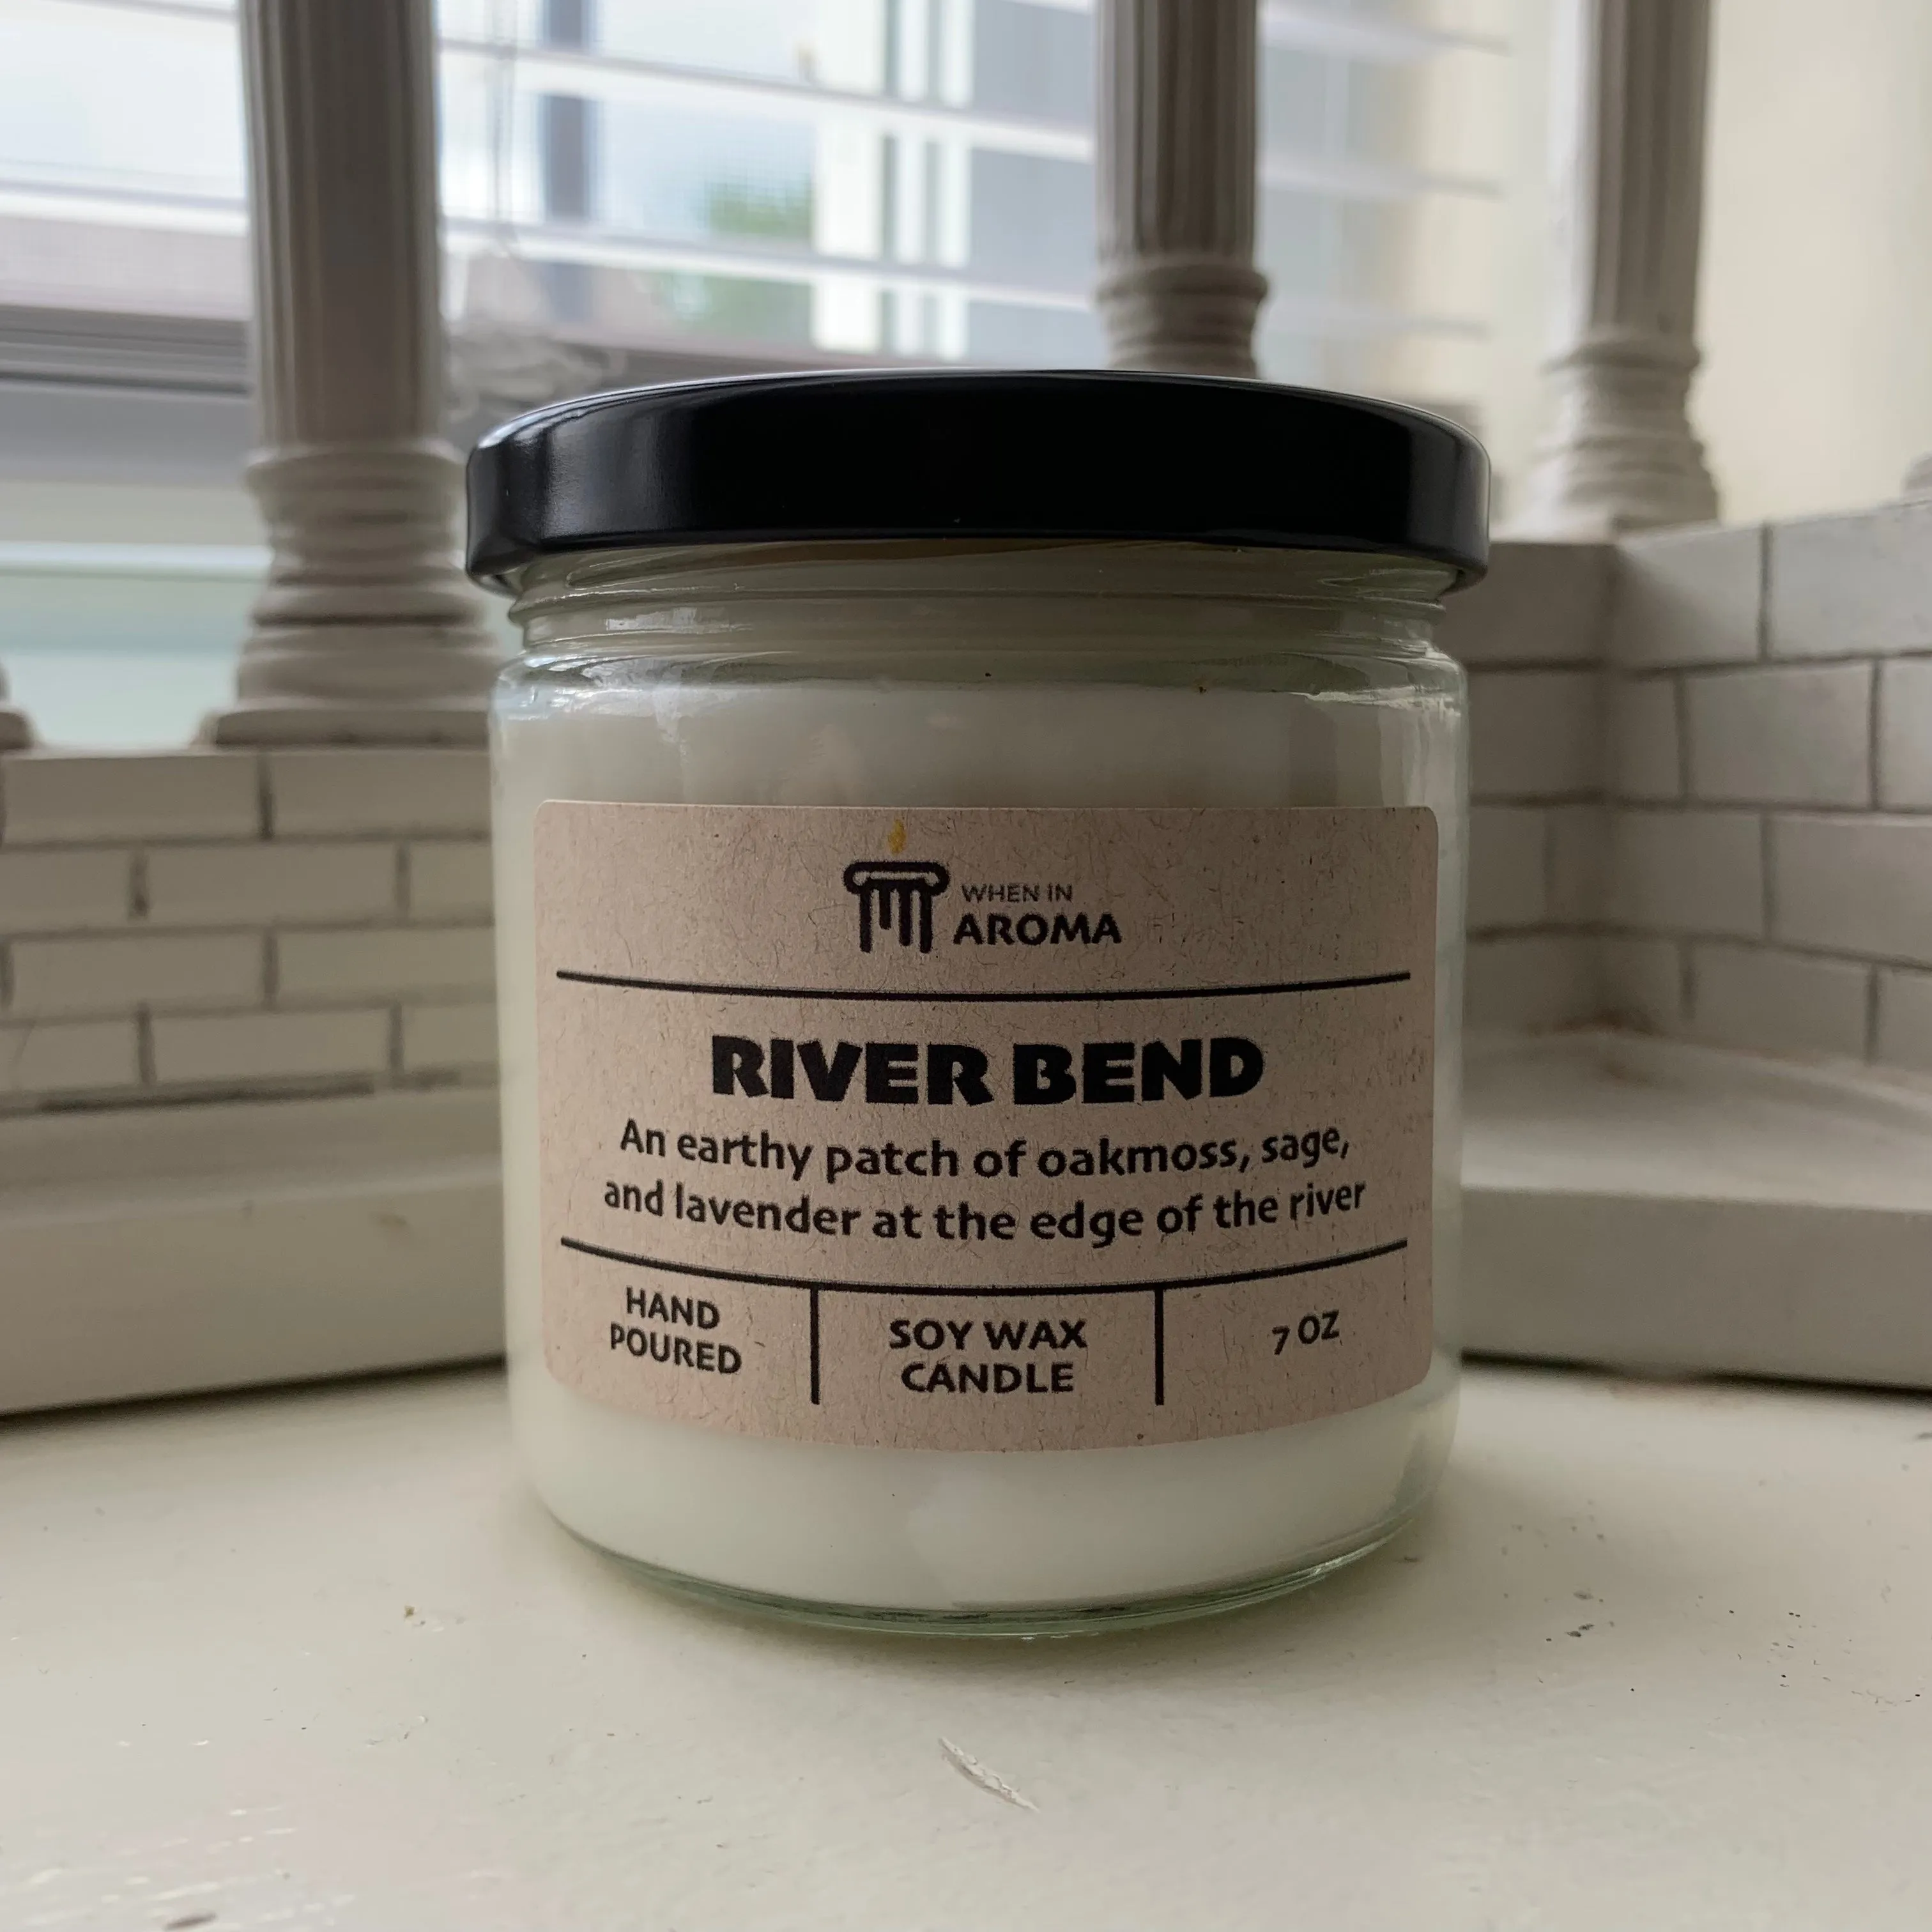 WHEN IN
AROMA
RIVER BEND
An earthy patch of oakmoss, sage,
and lavender at the edge of the river
HAND
POURED
SOY WAX
CANDLE
7 OZ